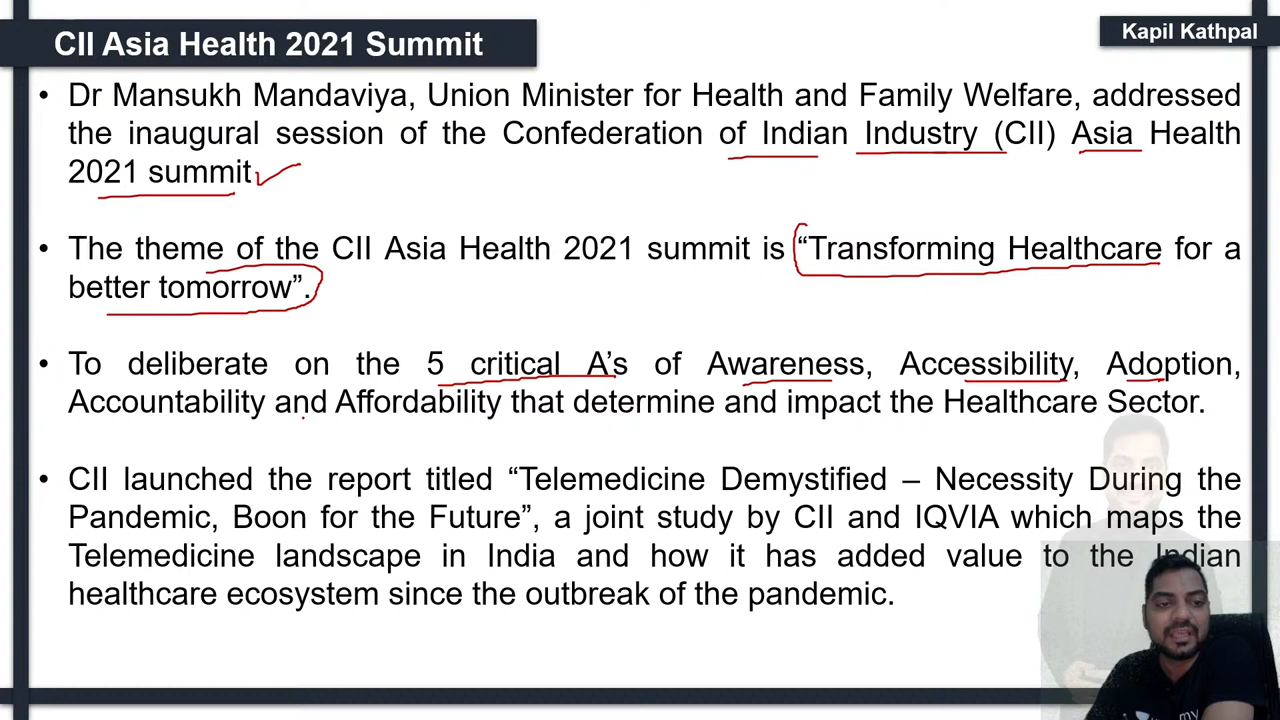 CII Asia Health 2021 Summit
Kapil Kathpal
• Dr Mansukh Mandaviya, Union Minister for Health and Family Welfare, addressed
the inaugural session of the Confederation of Indian Industry (CII) Asia Health
2021 summit
• The theme of the CII Asia Health 2021 summit is “Transforming Healthcare for a
better tomorrow”.
• To deliberate on the 5 critical A’s of Awareness, Accessibility, Adoption,
Accountability and Affordability that determine and impact the Healthcare Sector.
• CII launched the report titled “Telemedicine Demystified – Necessity During the
Pandemic, Boon for the Future”, a joint study by CII and IQVIA which maps the
Telemedicine landscape in India and how it has added value to the Indian
healthcare ecosystem since the outbreak of the pandemic.